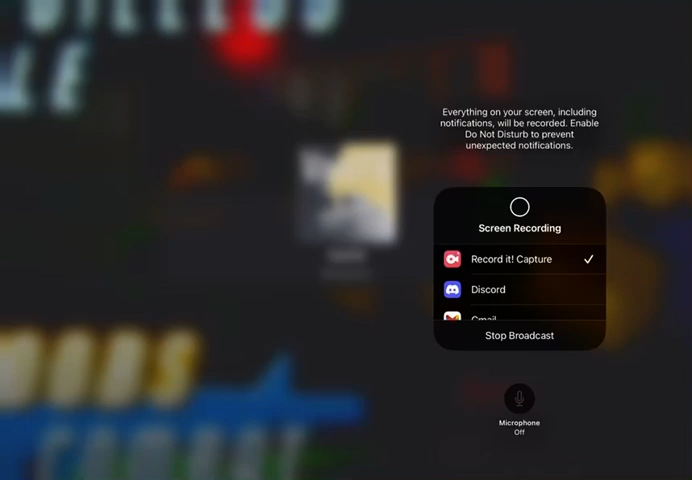 Everything on your screen, including
notifications, will be recorded. Enable
Do Not Disturb to prevent
unexpected notifications.
Screen Recording
Record it! Capture
Discord
Gmail
Stop Broadcast
Microphone
Off